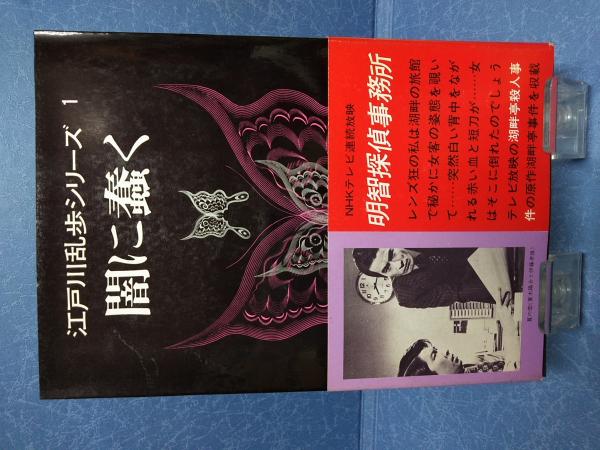 江戸川乱歩シリーズ 1
闇に蠢く
NHKテレビ連続放映
明智探偵事務所
レンズ狂の私は湖畔の旅館
で秘かに女客の姿態を覗い
て……突然白い背中をなが
れる赤い血と短刀が……女
はそこに倒れたのでしょう
テレビ放映の湖畔亭殺人事
件の原作湖畔亭事件を収載